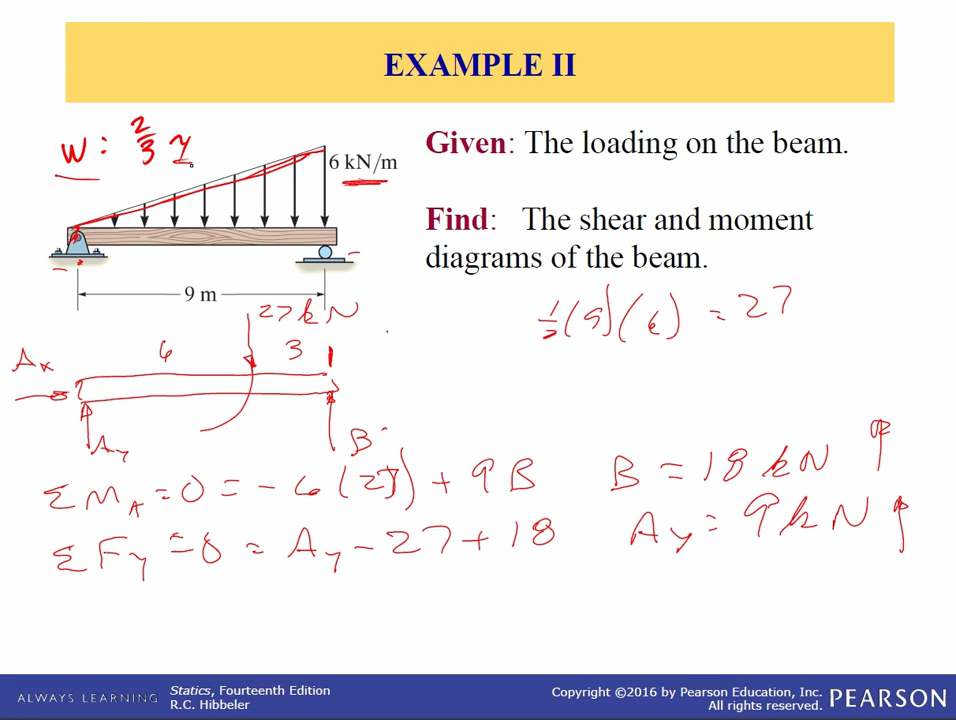 EXAMPLE II
W: 2/3 x
6 kN/m
9 m
Given: The loading on the beam.
Find: The shear and moment
diagrams of the beam.
1/2(9)(6) = 27
27 kN
6 3
Ax
Ay
B
ΣMA = 0 = -6(27) + 9B B = 18 kN ↑
ΣFy = 0 = Ay - 27 + 18 Ay = 9 kN ↑
ALWAYS LEARNING
Statics, Fourteenth Edition
R.C. Hibbeler
Copyright ©2016 by Pearson Education, Inc.
All rights reserved.
PEARSON